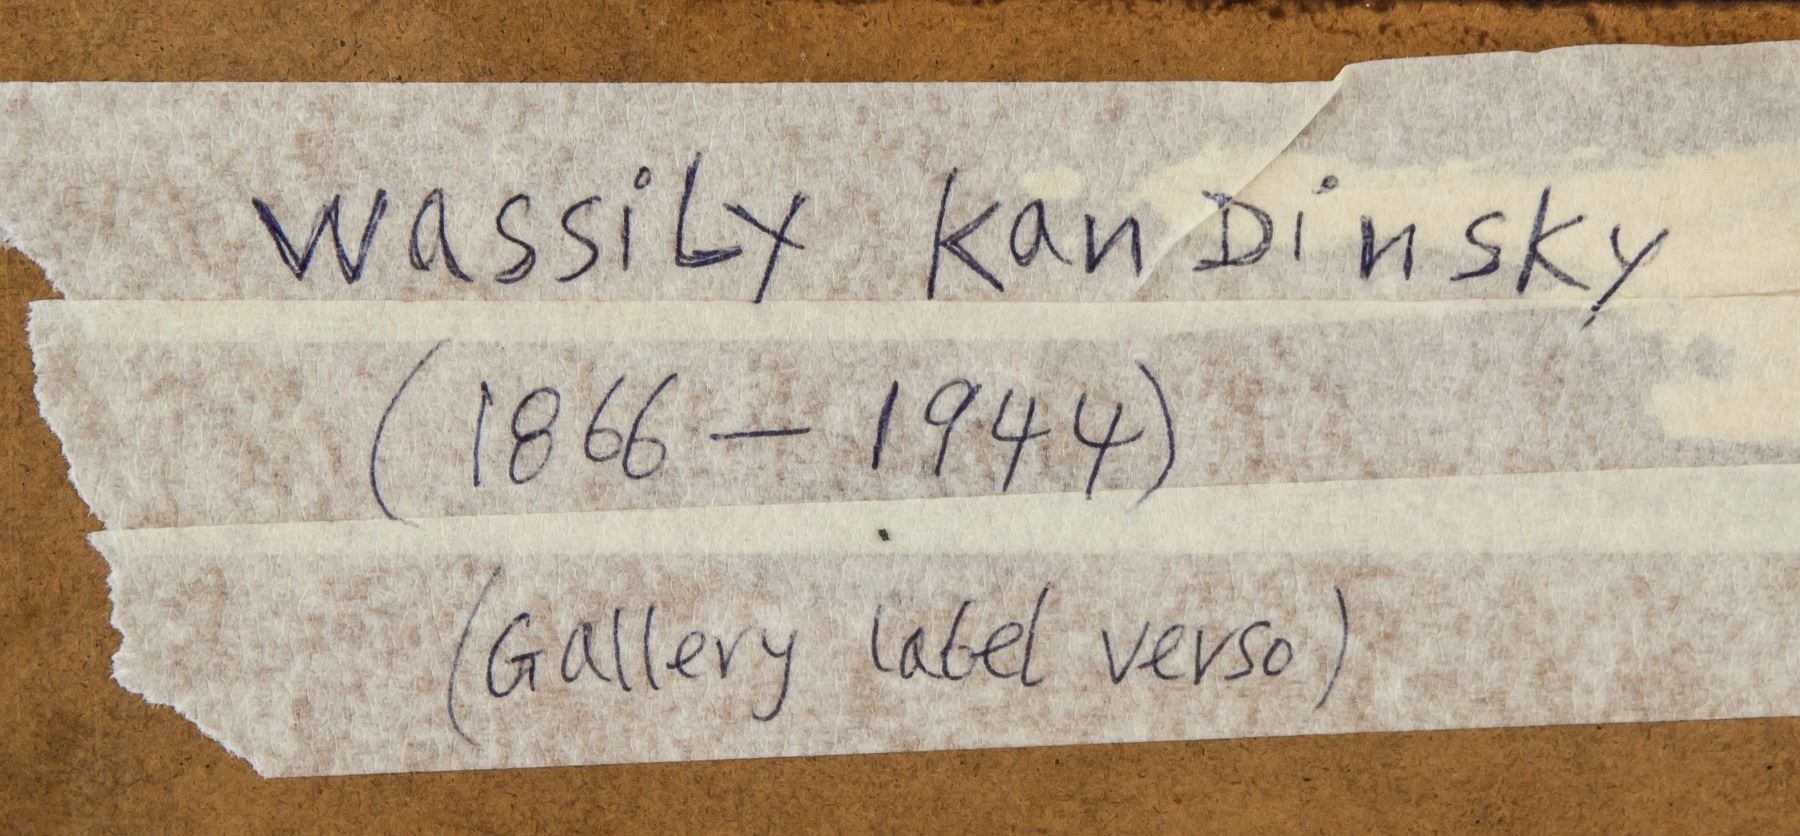 wassiLy kanDinsky
(1866 - 1944)
(Gallery label verso)